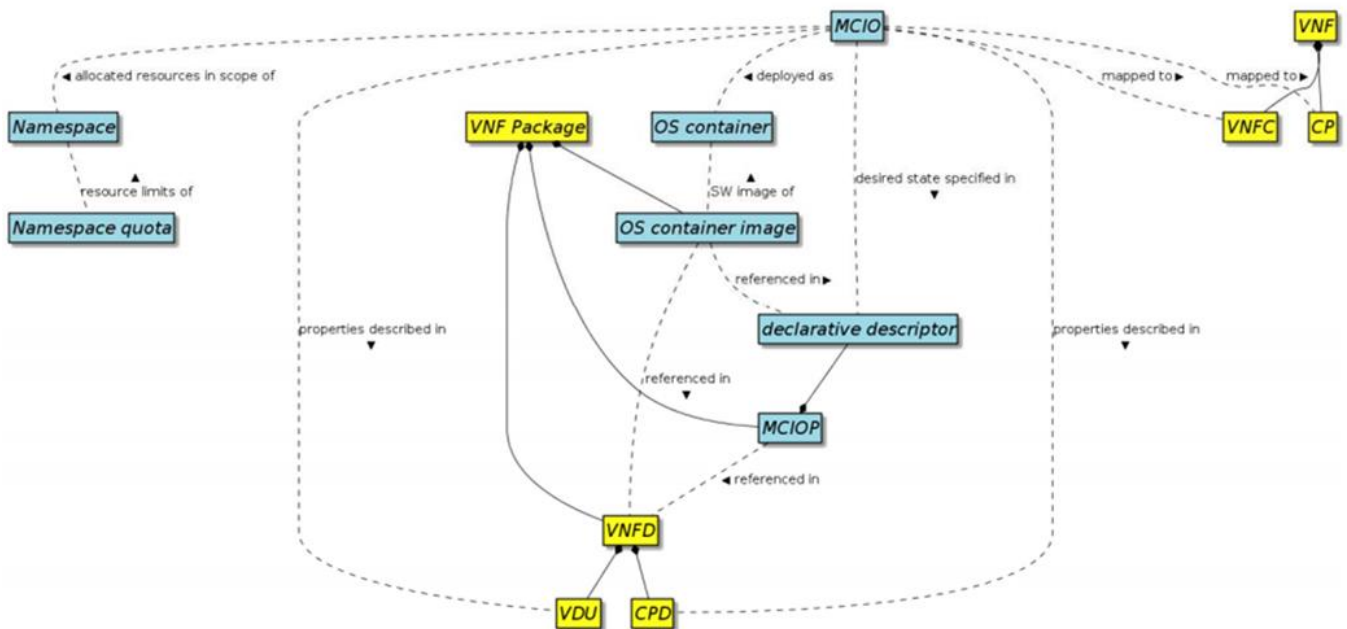 MCIO
VNF
◄ allocated resources in scope of
◄ deployed as
mapped to ►
mapped to ►
Namespace
VNF Package
OS container
VNFC
CP
▲
resource limits of
▲
SW image of
desired state specified in
▼
Namespace quota
OS container image
referenced in ►
properties described in
▼
declarative descriptor
properties described in
▼
referenced in
▼
MCIOP
◄ referenced in
VNFD
VDU
CPD